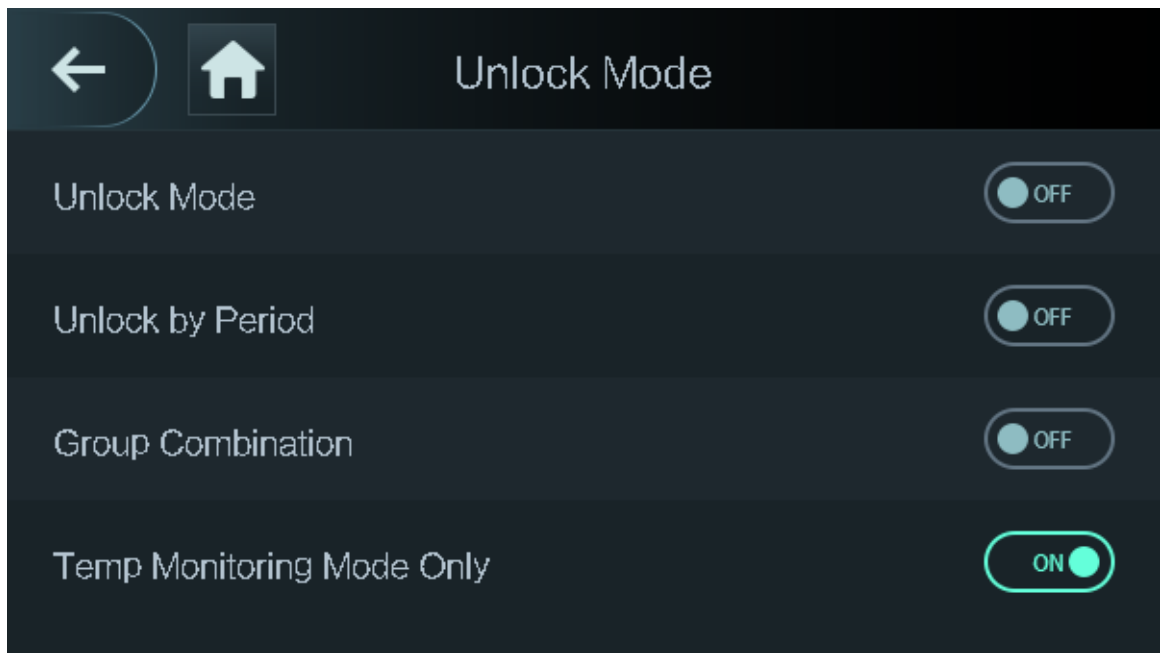 Unlock Mode
Unlock Mode OFF
Unlock by Period OFF
Group Combination OFF
Temp Monitoring Mode Only ON